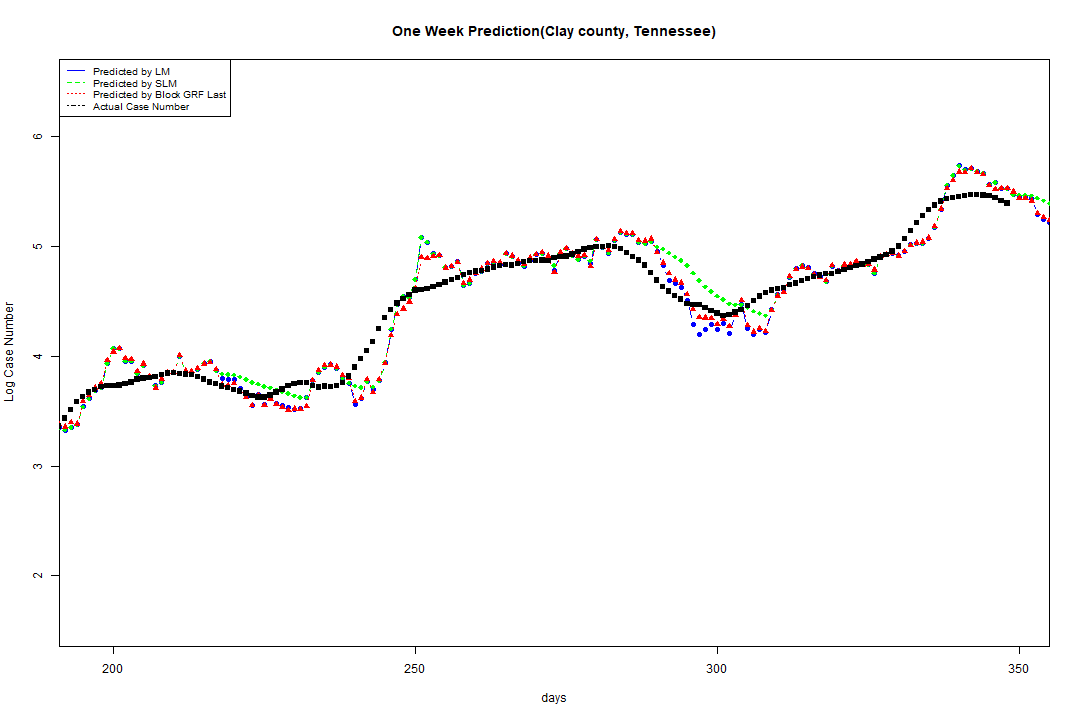 One Week Prediction(Clay county, Tennessee)
Predicted by LM
Predicted by SLM
Predicted by Block GRF Last
Actual Case Number
6
5
4
3
2
Log Case Number
200
250
300
350
days